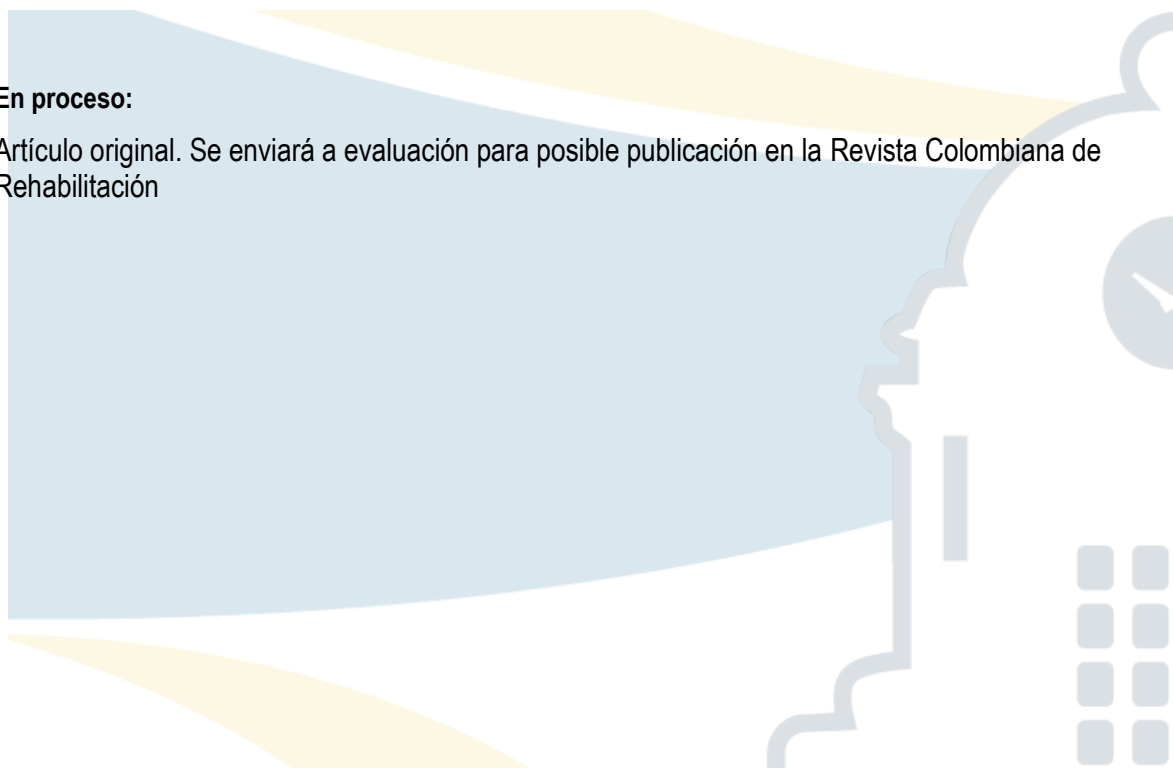 En proceso:
Artículo original. Se enviará a evaluación para posible publicación en la Revista Colombiana de
Rehabilitación